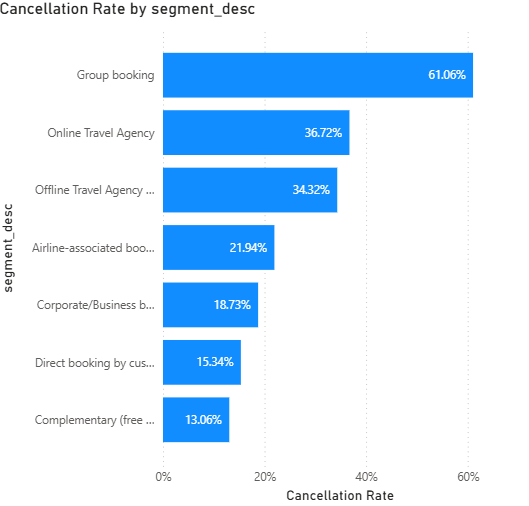 Cancellation Rate by segment_desc
segment_desc
Group booking 61.06%
Online Travel Agency 36.72%
Offline Travel Agency ... 34.32%
Airline-associated boo... 21.94%
Corporate/Business b... 18.73%
Direct booking by cus... 15.34%
Complementary (free ... 13.06%
0% 20% 40% 60%
Cancellation Rate